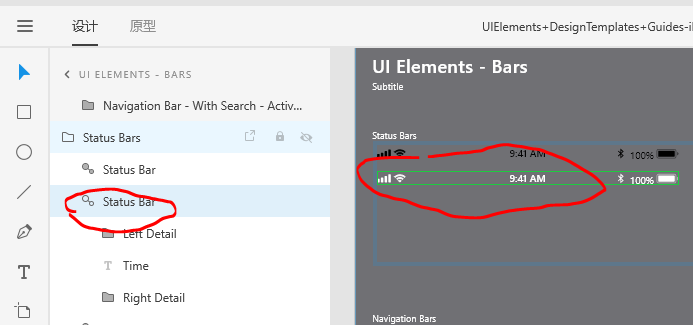 设计 原型 UIElements+DesignTemplates+Guides-i
UI ELEMENTS - BARS
Navigation Bar - With Search - Activ...
Status Bars
Status Bar
Status Bar
Left Detail
Time
Right Detail
UI Elements - Bars
Subtitle
Status Bars
9:41 AM 100%
9:41 AM 100%
Navigation Bars